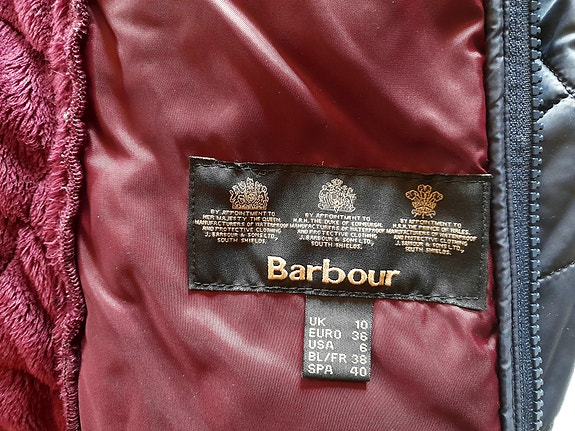 BY APPOINTMENT TO
HER MAJESTY THE QUEEN.
MANUFACTURERS OF WATERPROOF
AND PROTECTIVE CLOTHING
J. BARBOUR & SONS LTD,
SOUTH SHIELDS.
BY APPOINTMENT TO
H.R.H. THE DUKE OF EDINBURGH.
MANUFACTURERS OF WATERPROOF
AND PROTECTIVE CLOTHING
J. BARBOUR & SONS LTD,
SOUTH SHIELDS.
BY APPOINTMENT TO
H.R.H. THE PRINCE OF WALES.
MANUFACTURERS OF WATERPROOF
AND PROTECTIVE CLOTHING
J. BARBOUR & SONS LTD,
SOUTH SHIELDS.
Barbour
UK 10
EURO 36
USA 6
BL/FR 38
SPA 40